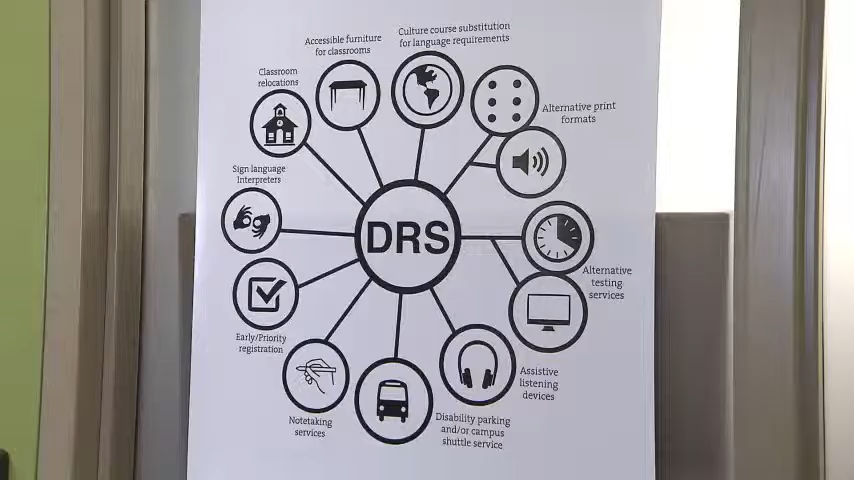 Culture course substitution
for language requirements
Accessible furniture
for classrooms
Classroom
relocations
Alternative print
formats
Sign language
Interpreters
DRS
Alternative
testing
services
Early/Priority
registration
Assistive
listening
devices
Notetaking
services
Disability parking
and/or campus
shuttle service